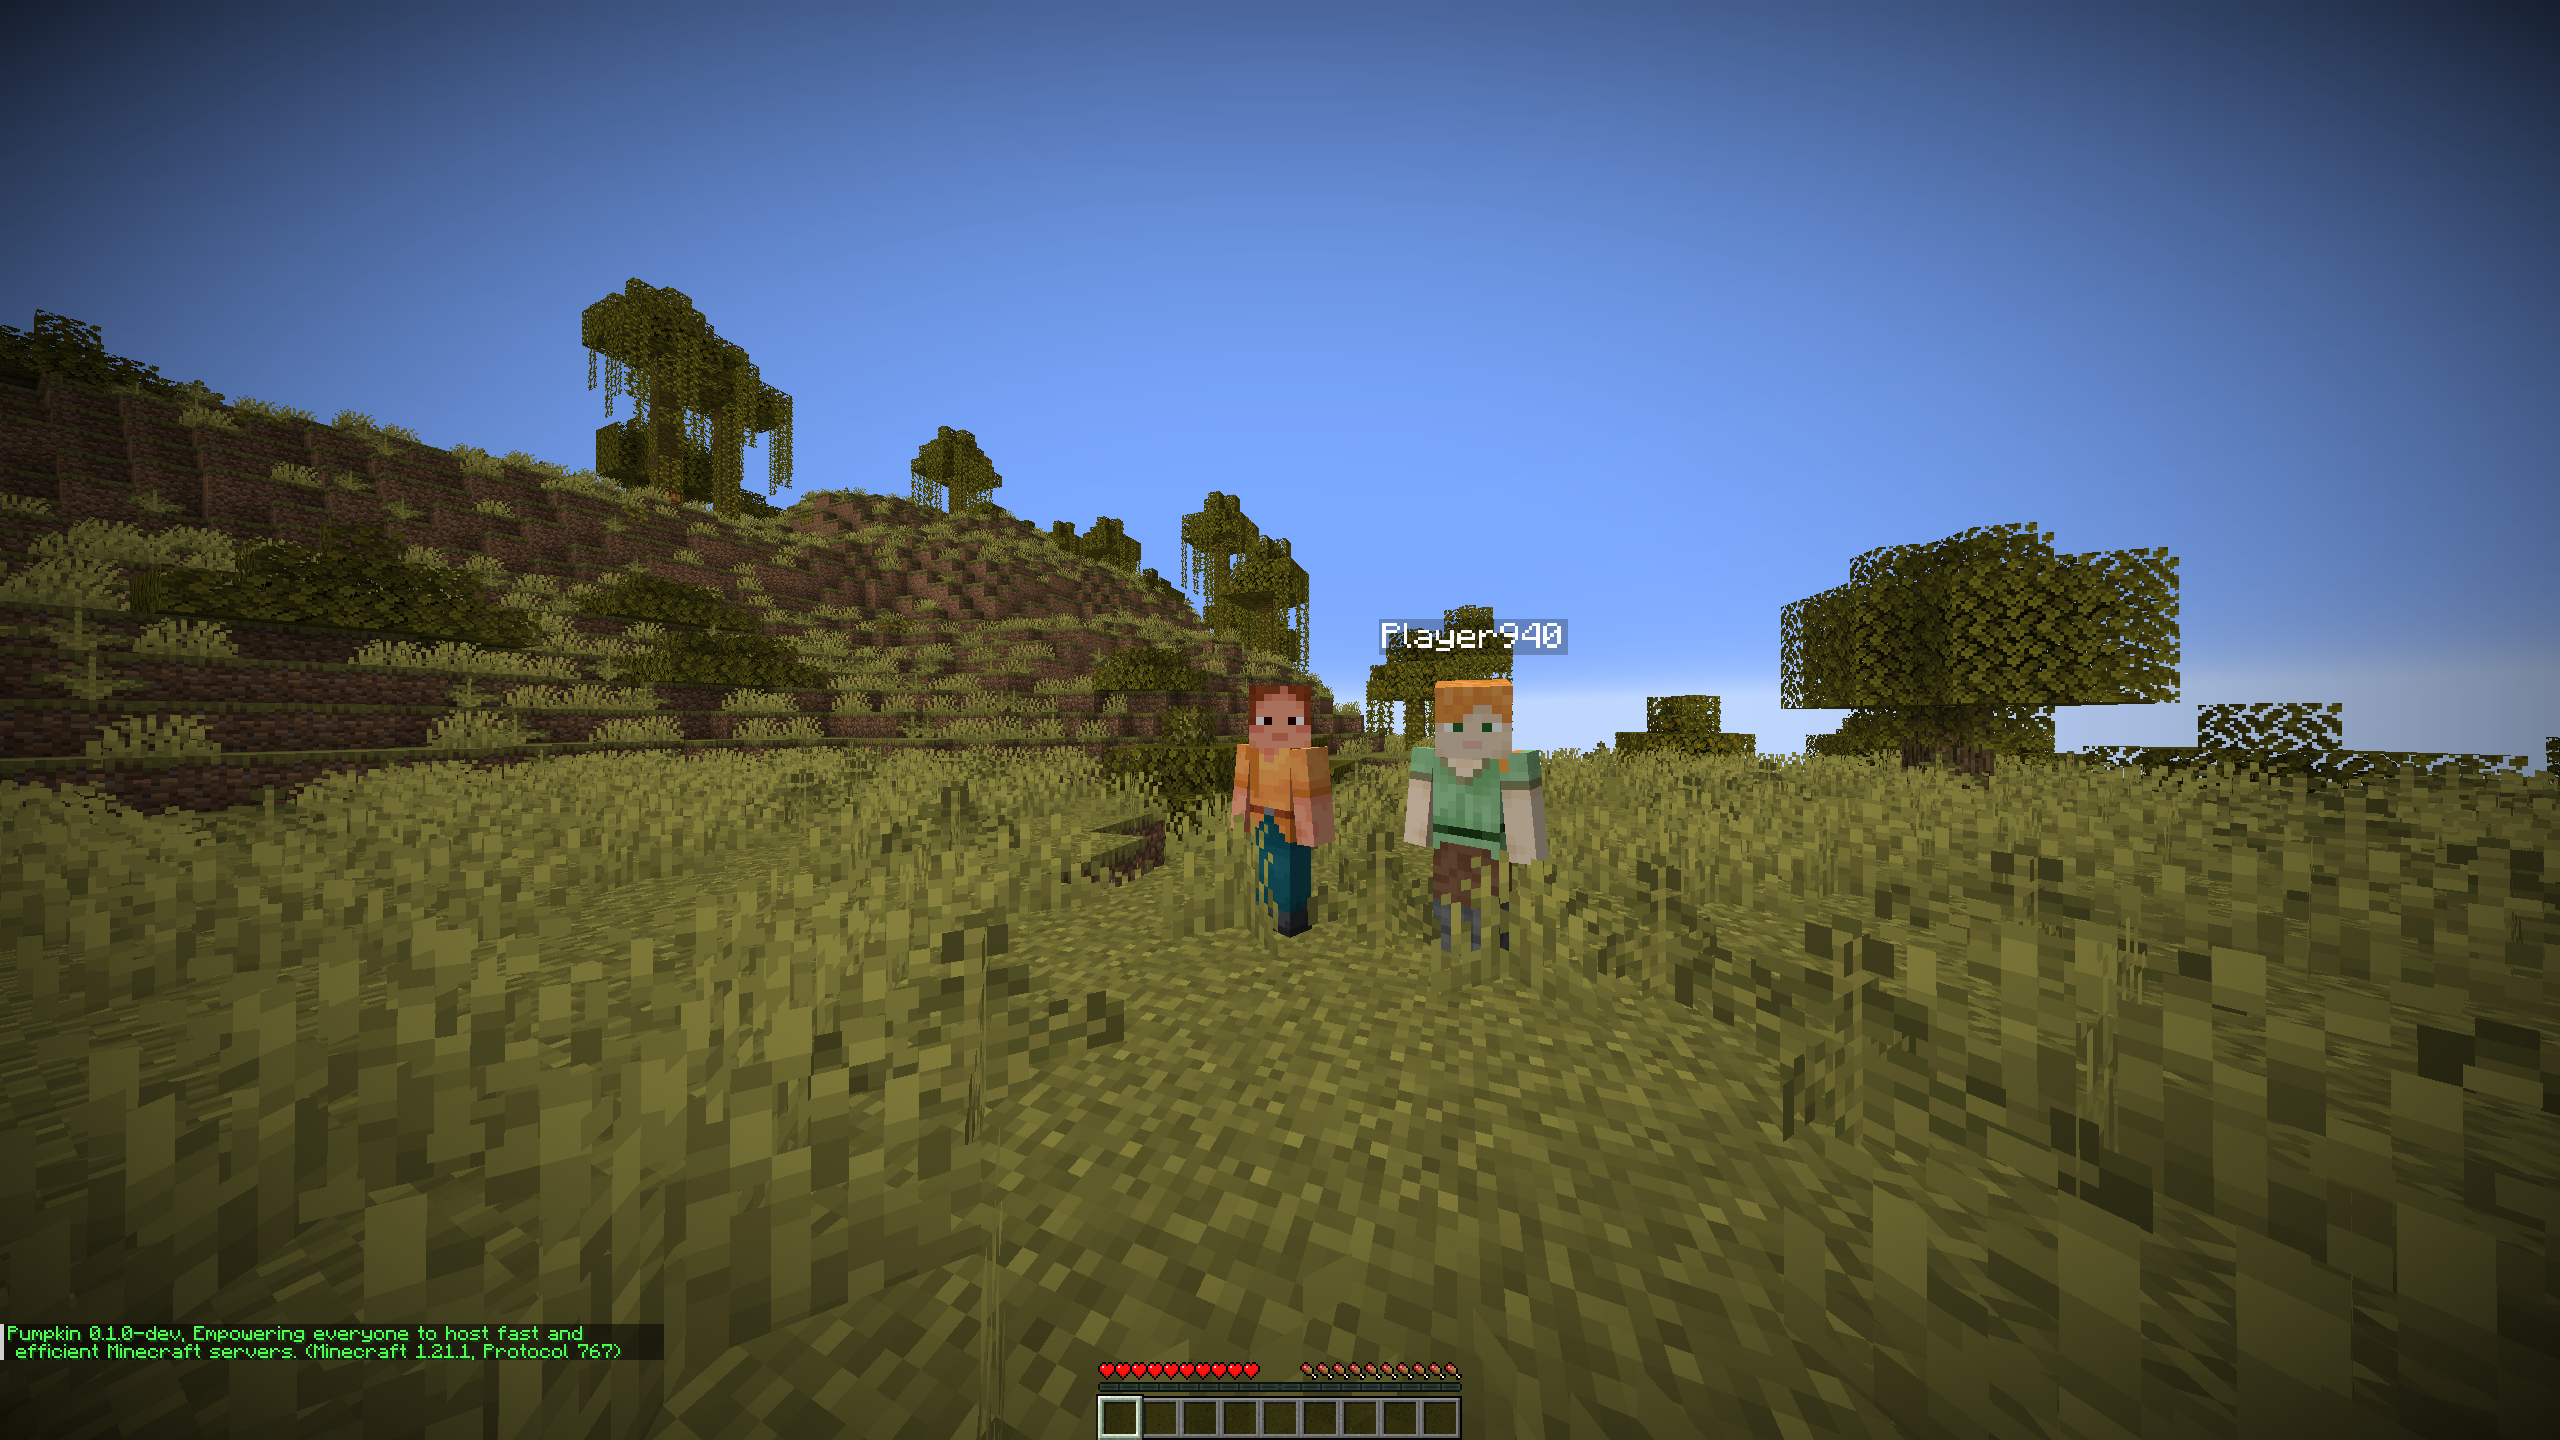 Player940
Pumpkin 0.1.0-dev, Empowering everyone to host fast and
efficient Minecraft servers. (Minecraft 1.21.1, Protocol 767)